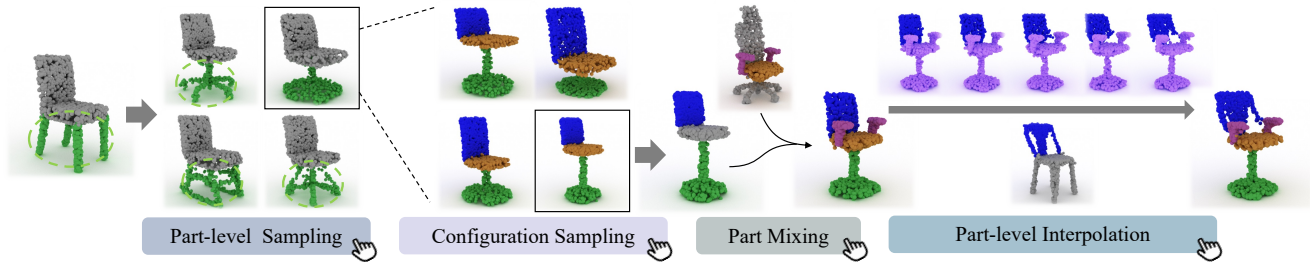 Part-level Sampling
Configuration Sampling
Part Mixing
Part-level Interpolation